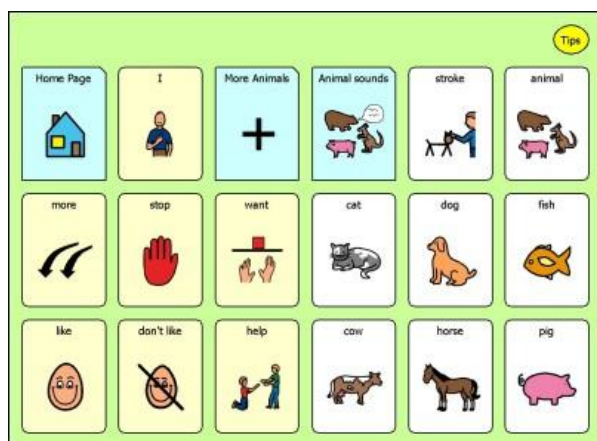 Tips
Home Page
I
More Animals
Animal sounds
stroke
animal
more
stop
want
cat
dog
fish
like
don't like
help
cow
horse
pig